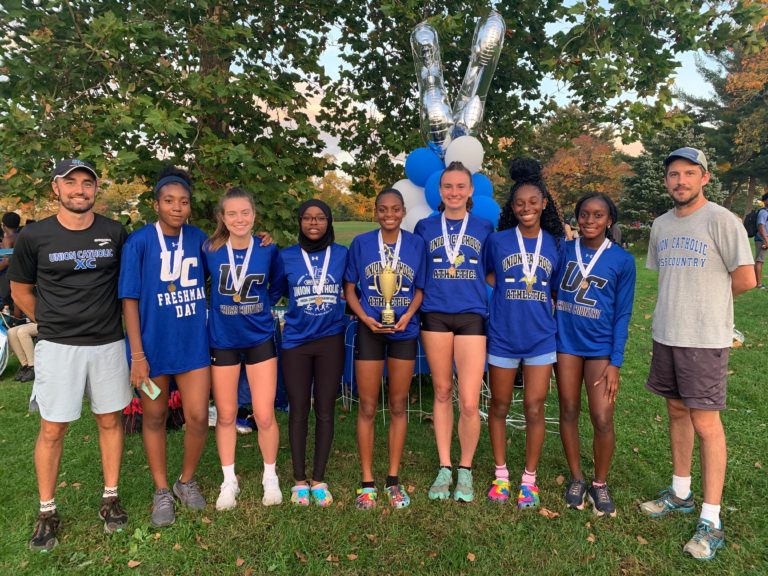 UNION CATHOLIC
XC
UC
FRESHMAN
DAY
UC
CROSS COUNTRY
UNION CATHOLIC
UNION CATHOLIC
ATHLETIC
UNION CATHOLIC
ATHLETIC
UNION CATHOLIC
ATHLETIC
UC
CROSS COUNTRY
UNION CATHOLIC
CROSS COUNTRY